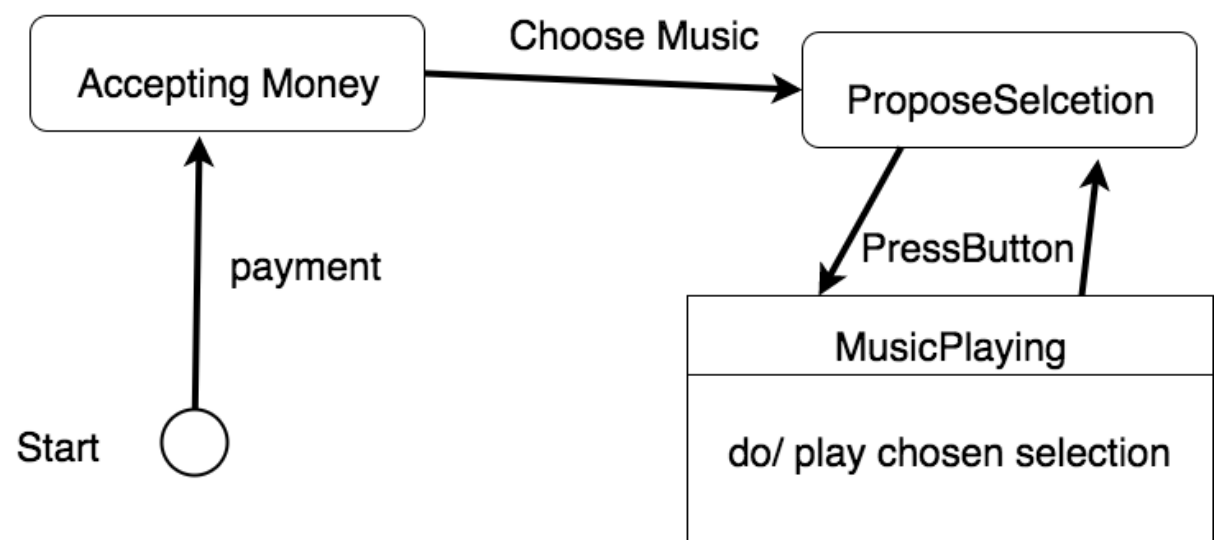 Choose Music
Accepting Money
ProposeSelcetion
payment
PressButton
MusicPlaying
Start
do/ play chosen selection